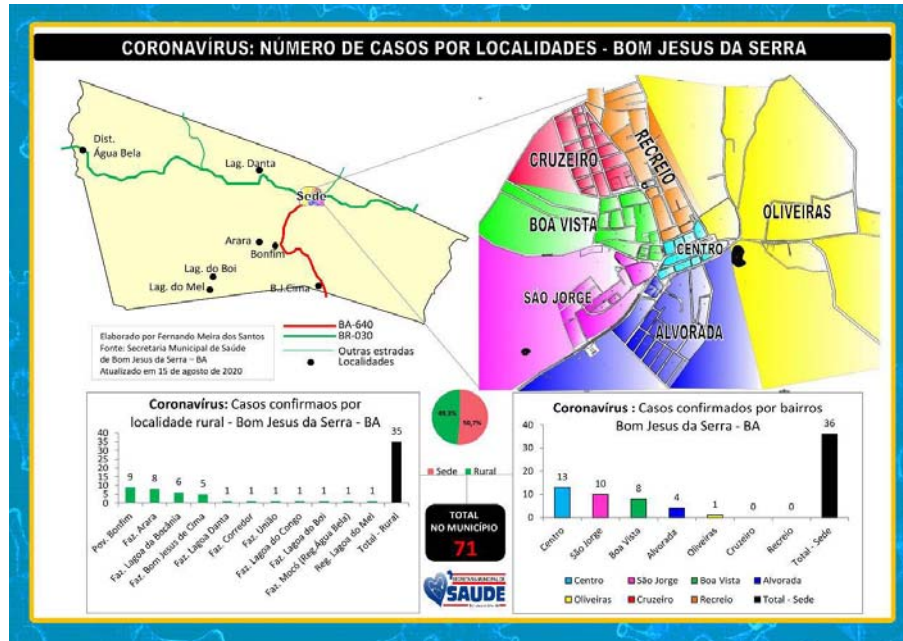 CORONAVÍRUS: NÚMERO DE CASOS POR LOCALIDADES - BOM JESUS DA SERRA
Dist.
Água Bela
Lag. Danta
Sede
Arara
Bonfim
Lag. do Boi
Lag. do Mel
B.J.Cima
CRUZEIRO
RECREIO
BOA VISTA
OLIVEIRAS
CENTRO
SÃO JORGE
ALVORADA
Elaborado por Fernando Meira dos Santos
Fonte: Secretaria Municipal de Saúde
de Bom Jesus da Serra – BA
Atualizado em 15 de agosto de 2020
BA-640
BR-030
Outras estradas
Localidades
Coronavírus: Casos confirmaos por
localidade rural - Bom Jesus da Serra - BA
40
35
30
25
20
15
10
5
9
8
6
5
1
1
1
1
1
1
1
35
Pov. Bonfim
Faz. Arara
Faz. Lagoa da Bocânia
Faz. Bom Jesus de Cima
Faz. Lagoa Danta
Faz. Corredor
Faz. União
Faz. Lagoa do Congo
Faz. Lagoa do Boi
Faz. Mocó (Reg.Água Bela)
Reg. Lagoa do Mel
Total - Rural
49,3%
50,7%
Sede Rural
TOTAL
NO MUNICÍPIO
71
SECRETARIA MUNICIPAL DE
SAÚDE
Coronavírus : Casos confirmados por bairros
Bom Jesus da Serra - BA
40
30
20
10
0
13
10
8
4
1
0
0
36
Centro
São Jorge
Boa Vista
Alvorada
Oliveiras
Cruzeiro
Recreio
Total - Sede
Centro São Jorge Boa Vista Alvorada
Oliveiras Cruzeiro Recreio Total - Sede